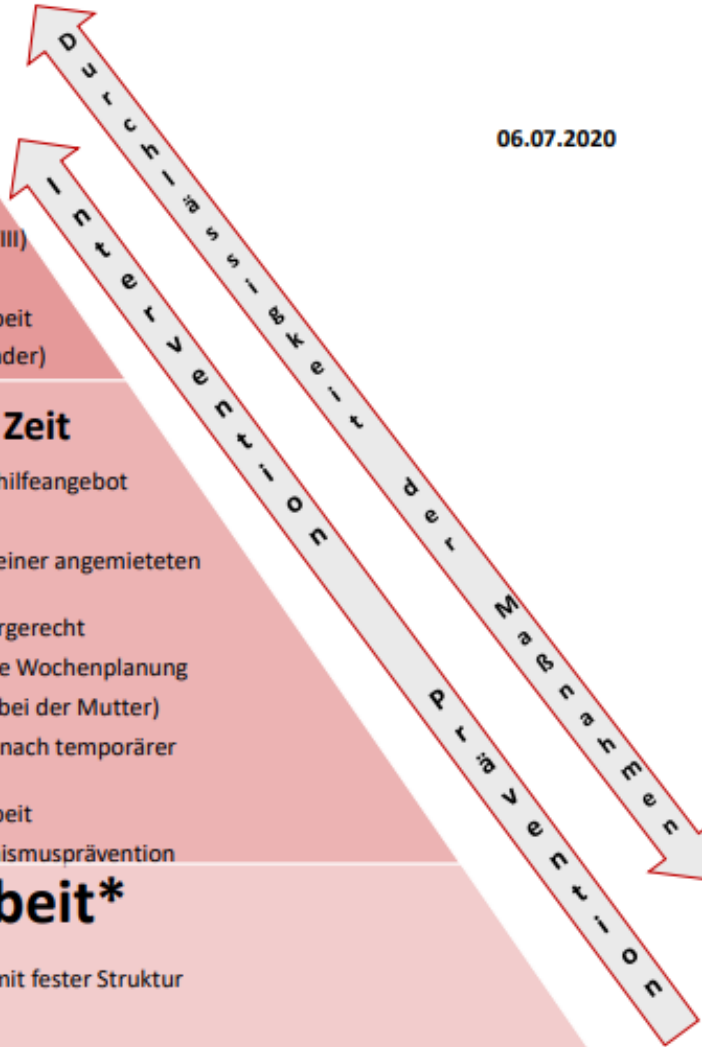 Durchlässigkeit der Maßnahmen
06.07.2020
Intervention Prävention
III)
beit
nder)
Zeit
hilfeangebot
einer angemieteten
rgerecht
e Wochenplanung
bei der Mutter)
nach temporärer
beit
ismusprävention
beit*
mit fester Struktur